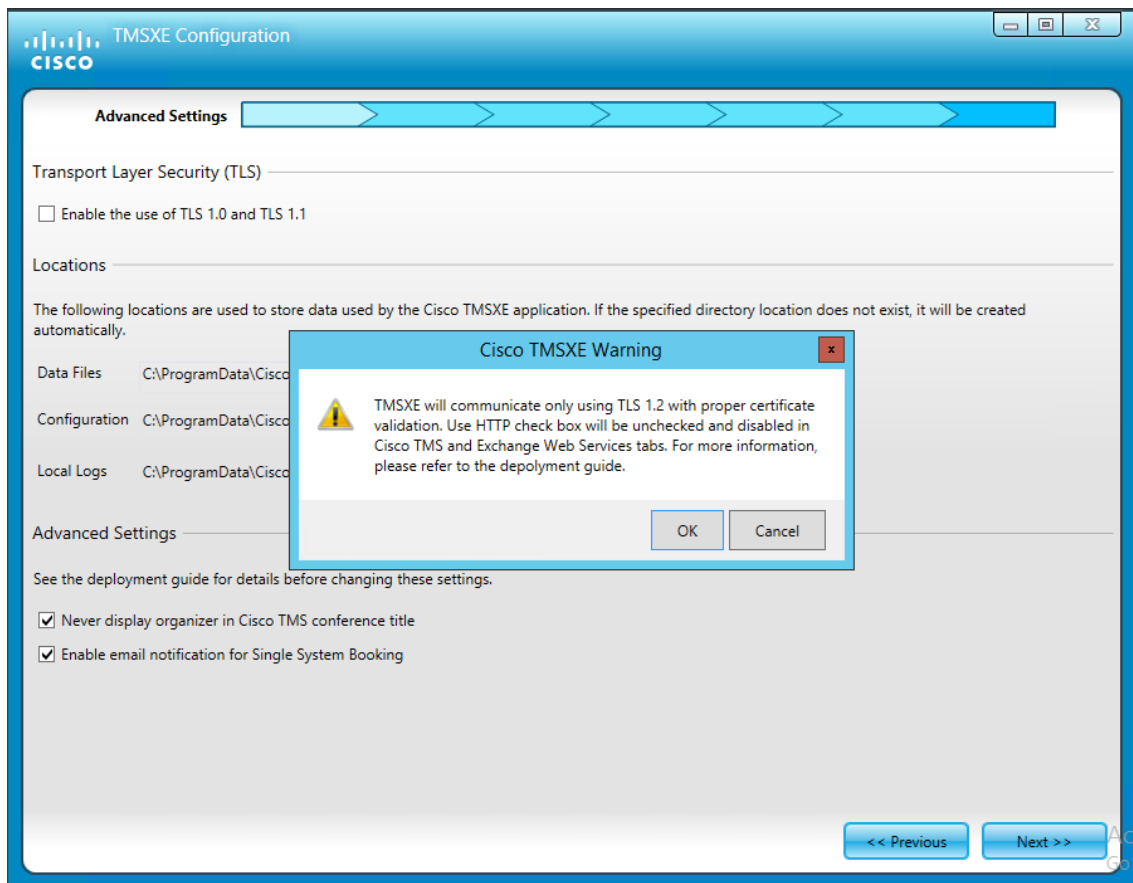 TMSXE Configuration
CISCO
Advanced Settings
Transport Layer Security (TLS)
Enable the use of TLS 1.0 and TLS 1.1
Locations
The following locations are used to store data used by the Cisco TMSXE application. If the specified directory location does not exist, it will be created
automatically.
Data Files C:\ProgramData\Cisco
Configuration C:\ProgramData\Cisco
Local Logs C:\ProgramData\Cisco
Cisco TMSXE Warning
x
TMSXE will communicate only using TLS 1.2 with proper certificate
validation. Use HTTP check box will be unchecked and disabled in
Cisco TMS and Exchange Web Services tabs. For more information,
please refer to the depolyment guide.
OK Cancel
Advanced Settings
See the deployment guide for details before changing these settings.
Never display organizer in Cisco TMS conference title
Enable email notification for Single System Booking
<< Previous Next >>
Ac
Go